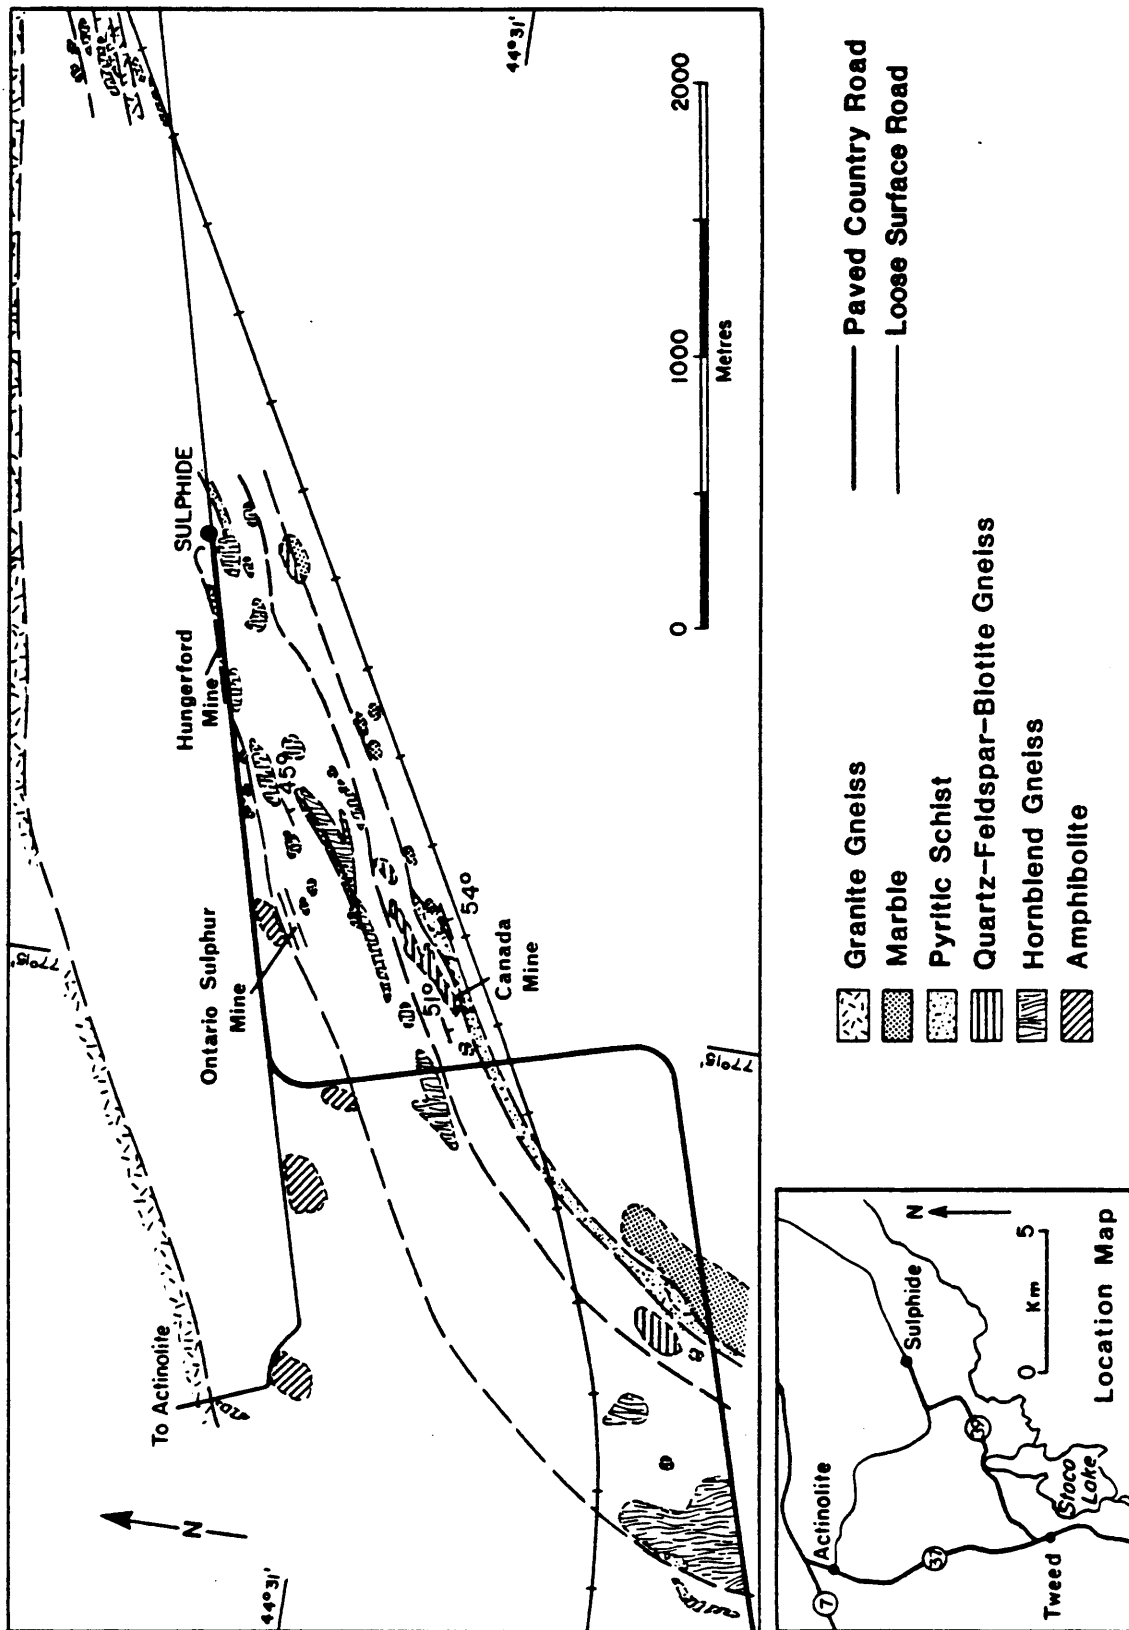 To Actinolite
N
44°31'
77°15'
Ontario Sulphur
Mine
Hungerford
Mine
SULPHIDE
45°
51°
54°
Canada
Mine
77°15'
44°31'
0 1000 2000
Metres
Granite Gneiss
Marble
Pyritic Schist
Quartz-Feldspar-Blotite Gneiss
Hornblend Gneiss
Amphibolite
Paved Country Road
Loose Surface Road
7
Actinolite
37
Tweed
39
Stoco
Lake
Sulphide
N
0 5
Km
Location Map